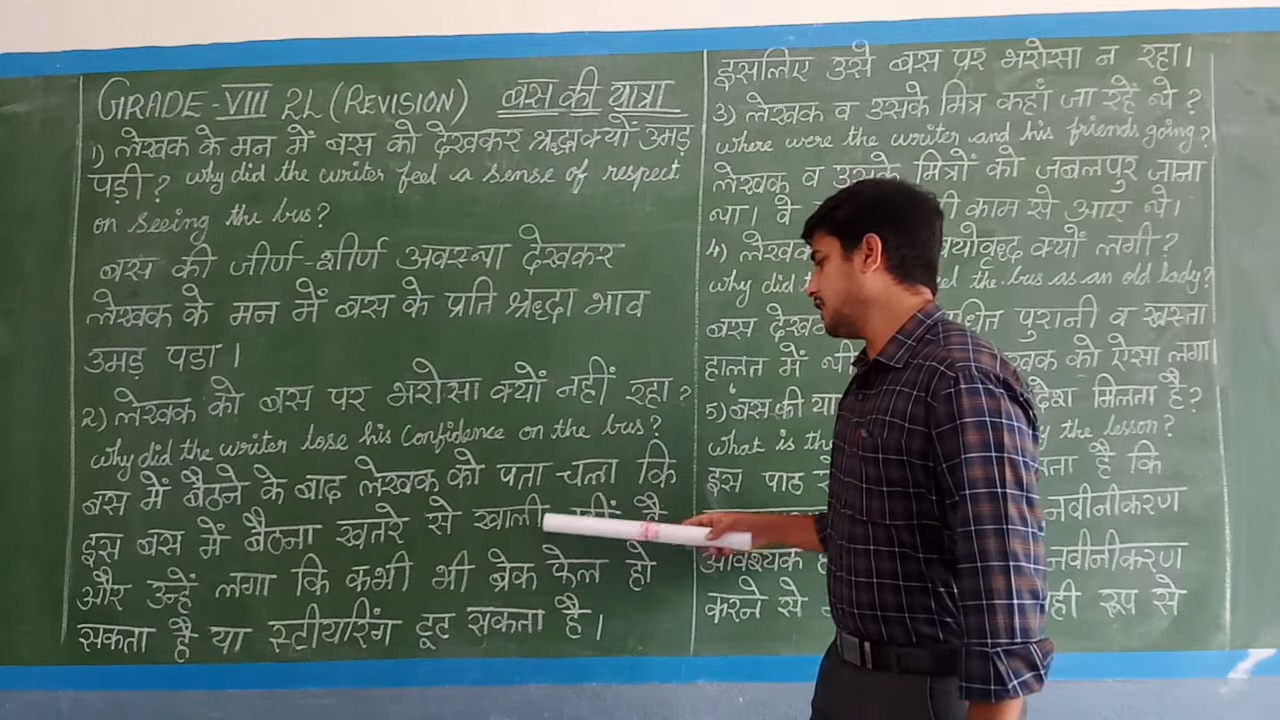 GRADE-VIII 2L (REVISION) बस की यात्रा
1) लेखक के मन में बस को देखकर श्रद्धा क्यों उमड़
पड़ी? why did the writer feel a sense of respect
on seeing the bus?
बस की जीर्ण-शीर्ण अवस्था देखकर
लेखक के मन में बस के प्रति श्रद्धा भाव
उमड़ पडा।
2) लेखक को बस पर भरोसा क्यों नहीं रहा?
why did the writer lose his confidence on the bus?
बस में बैठने के बाद लेखक को पता चला कि
इस बस में बैठना खतरे से खाली है
और उन्हें लगा कि कभी भी ब्रेक फेल हो
सकता है या स्टीयरिंग टूट सकता है।
इसलिए उसे बस पर भरोसा न रहा।
3) लेखक व उसके मित्र कहाँ जा रहें थे?
where were the writer and his friends going?
लेखक व उसके मित्रों को जबलपुर जाना
था। वे काम से आए थे।
4) लेखक वयोवृद्ध क्यों लगी?
why did the bus as an old lady?
बस देख पुरानी व खस्ता
हालत में थी को ऐसा लगा
5) बस की मिलता है?
What is the lesson?
इस पाठ है कि
नवीनीकरण
आवश्यक नवीनीकरण
करने से ही रूप से